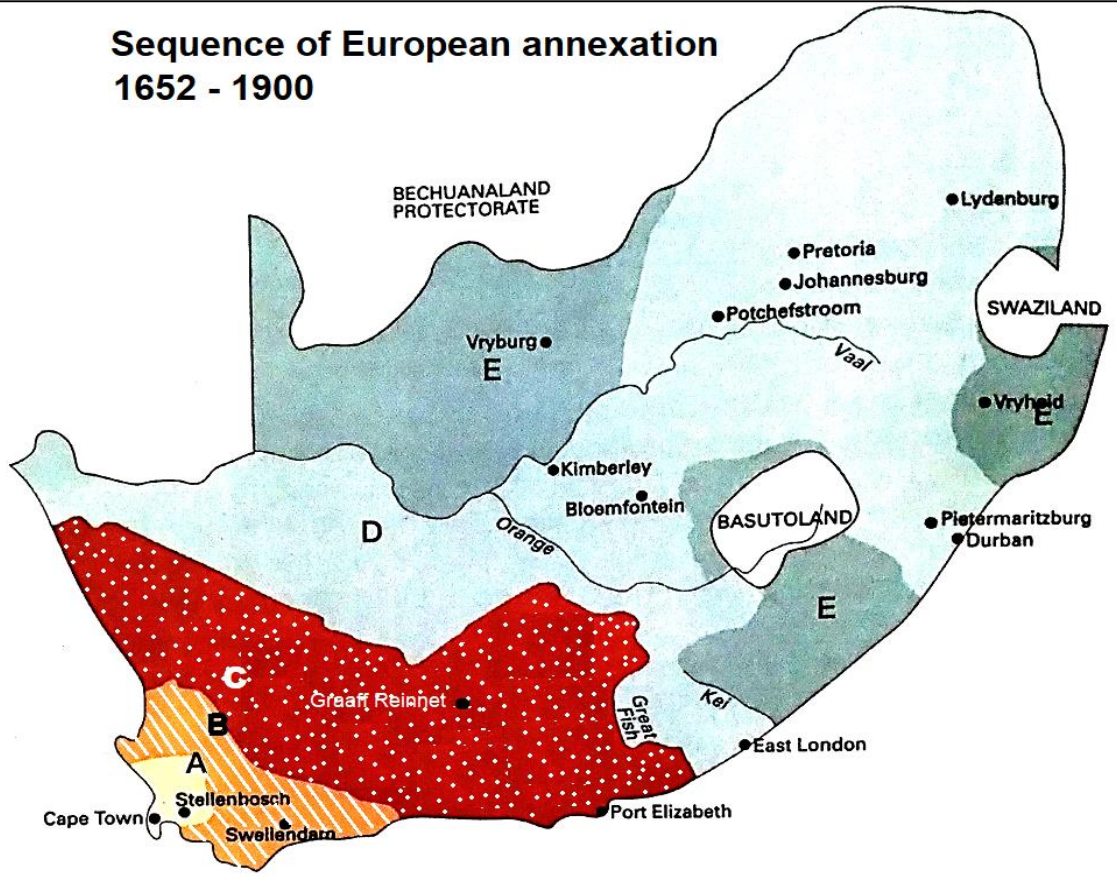 Sequence of European annexation
1652 - 1900
BECHUANALAND
PROTECTORATE
Lydenburg
Pretoria
Johannesburg
SWAZILAND
Potchefstroom
Vryburg
Vaal
E
Vryheid
E
Kimberley
Bloemfontein
BASUTOLAND
Pietermaritzburg
Orange
D
Durban
E
C
Graaff Reinnet
Kei
Great
Fish
B
East London
A
Stellenbosch
Port Elizabeth
Cape Town
Swellendam